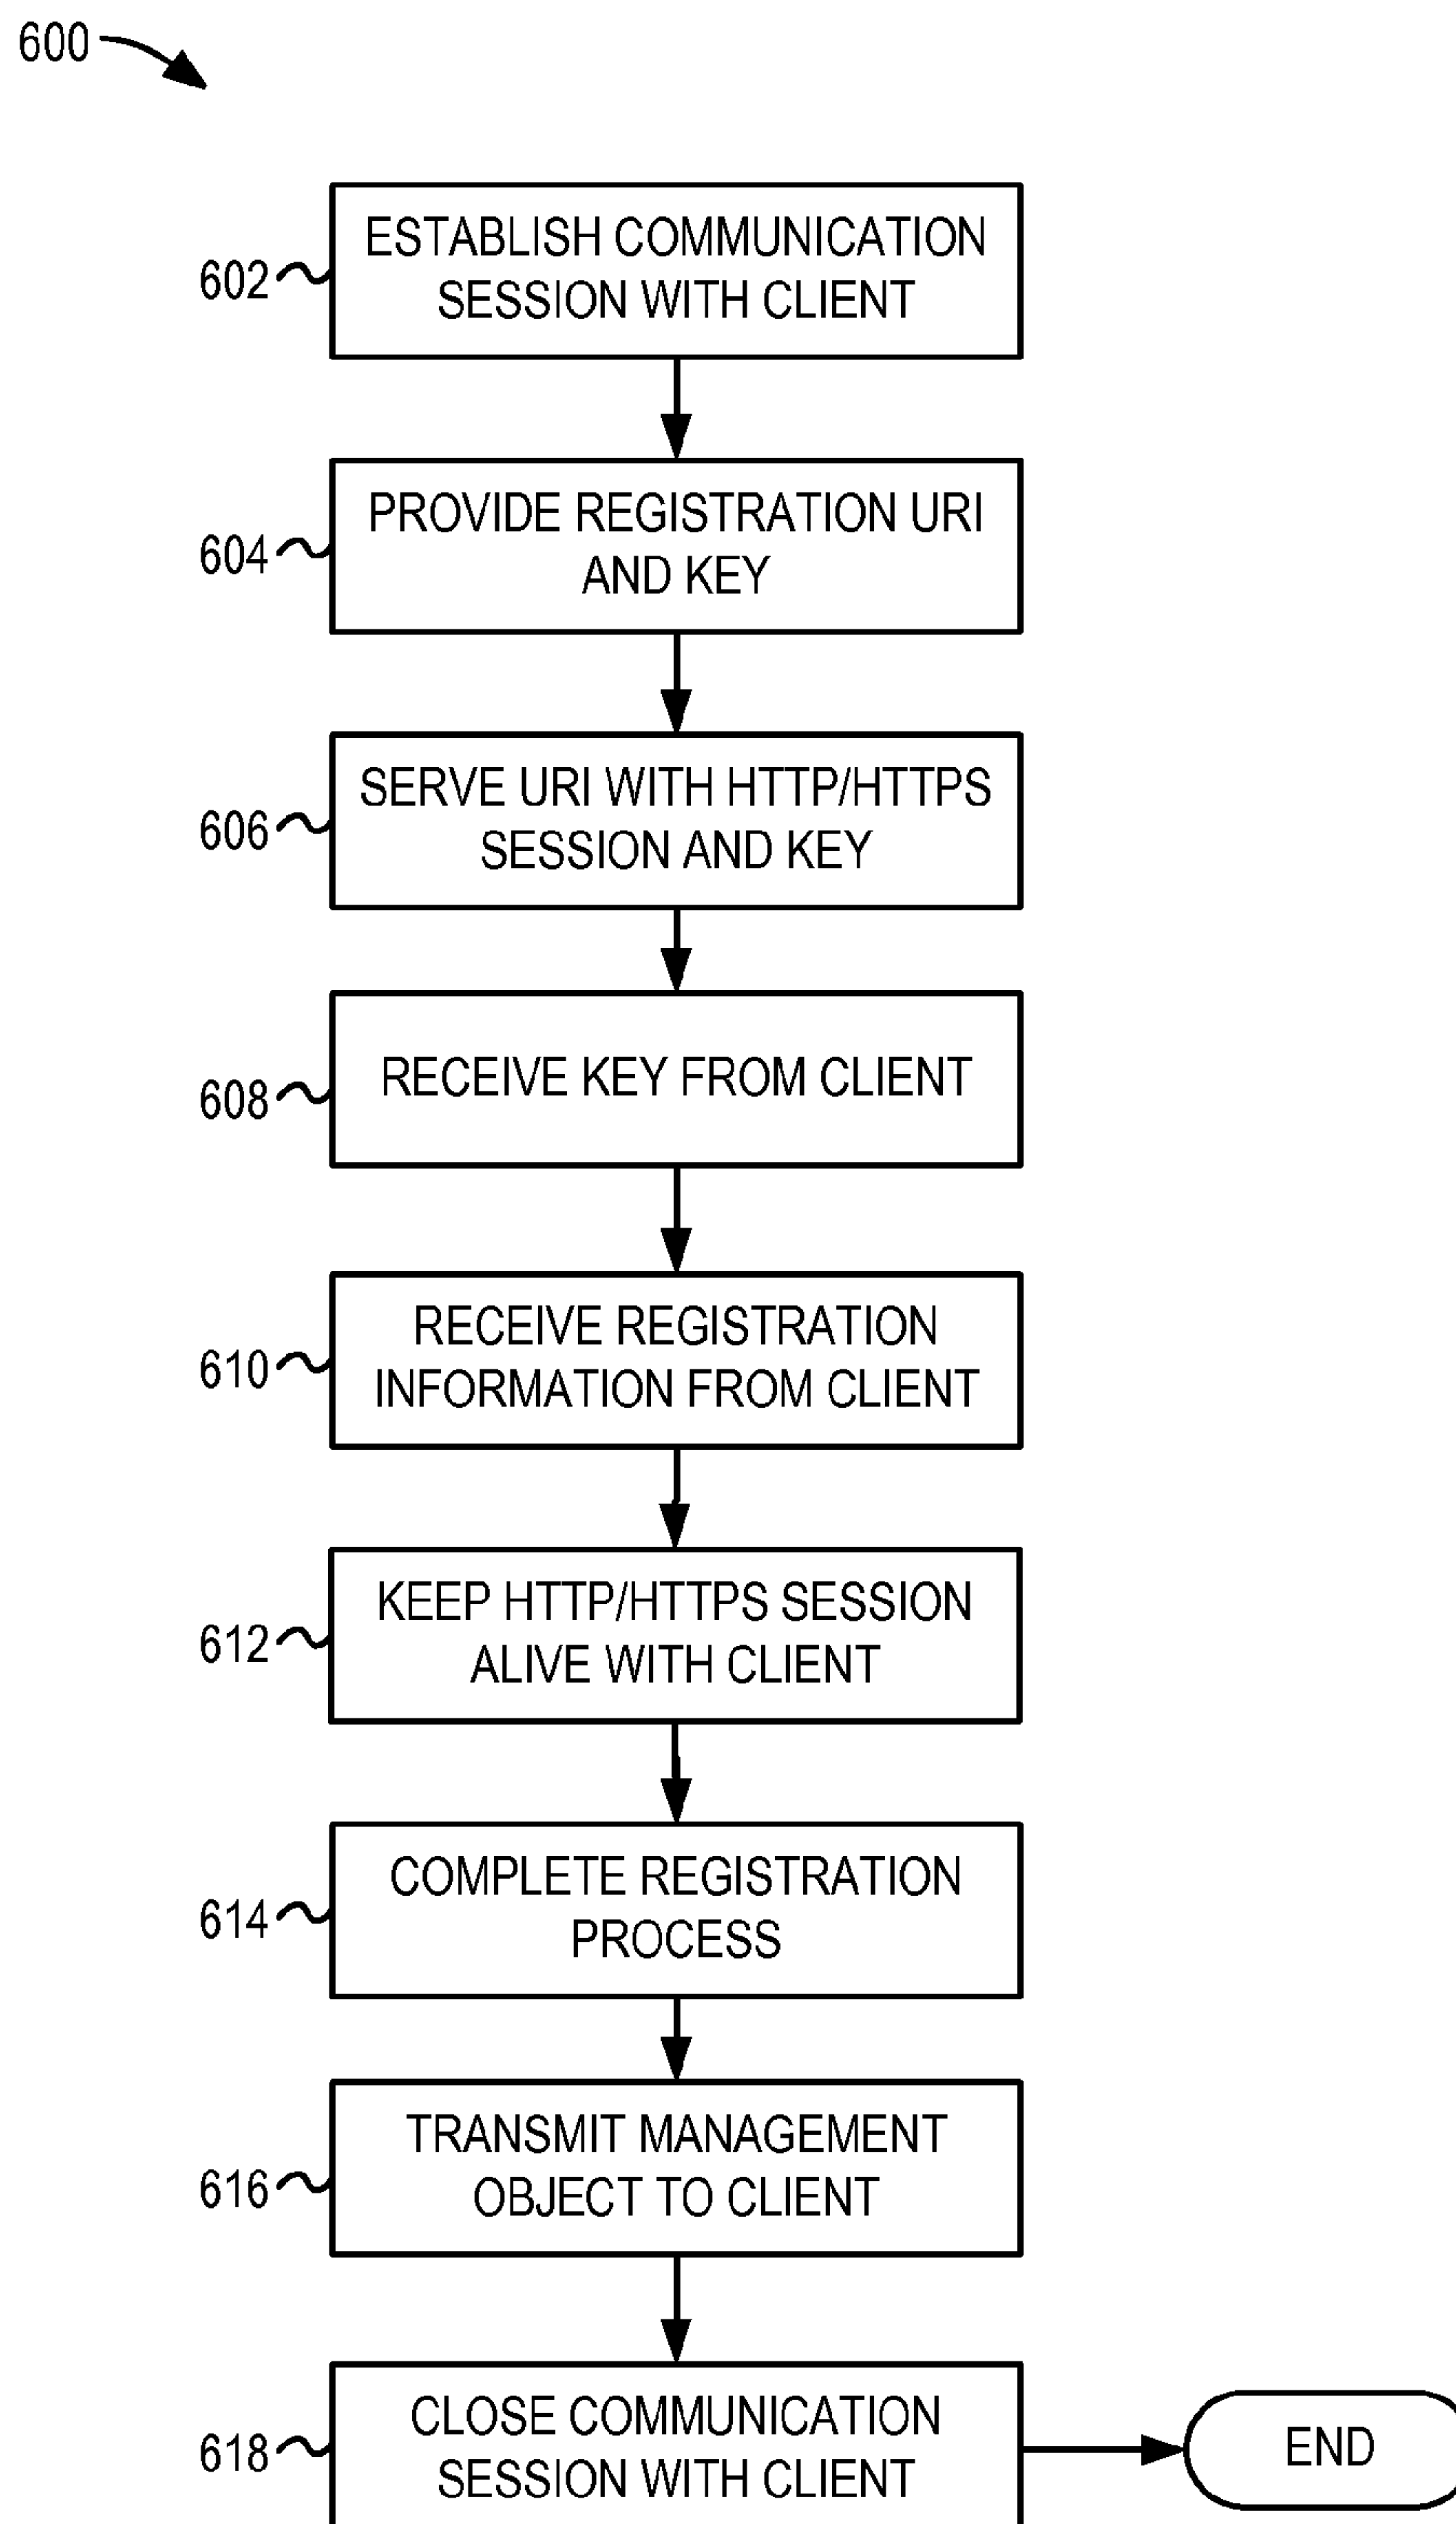 600
602
ESTABLISH COMMUNICATION
SESSION WITH CLIENT
604
PROVIDE REGISTRATION URI
AND KEY
606
SERVE URI WITH HTTP/HTTPS
SESSION AND KEY
608
RECEIVE KEY FROM CLIENT
610
RECEIVE REGISTRATION
INFORMATION FROM CLIENT
612
KEEP HTTP/HTTPS SESSION
ALIVE WITH CLIENT
614
COMPLETE REGISTRATION
PROCESS
616
TRANSMIT MANAGEMENT
OBJECT TO CLIENT
618
CLOSE COMMUNICATION
SESSION WITH CLIENT
END